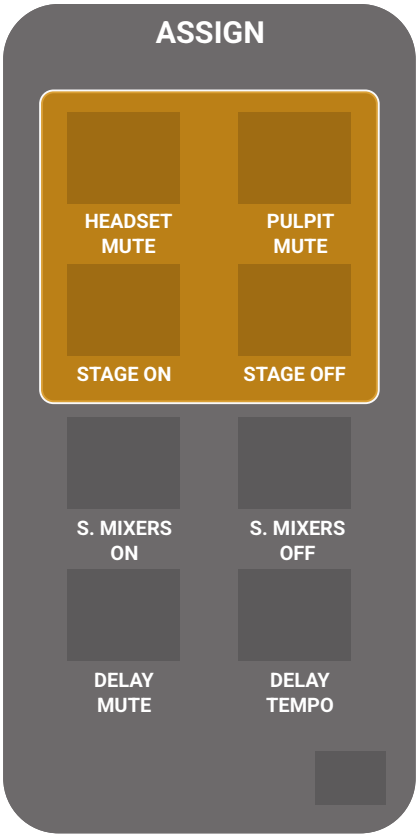 ASSIGN
HEADSET
MUTE
PULPIT
MUTE
STAGE ON
STAGE OFF
S. MIXERS
ON
S. MIXERS
OFF
DELAY
MUTE
DELAY
TEMPO